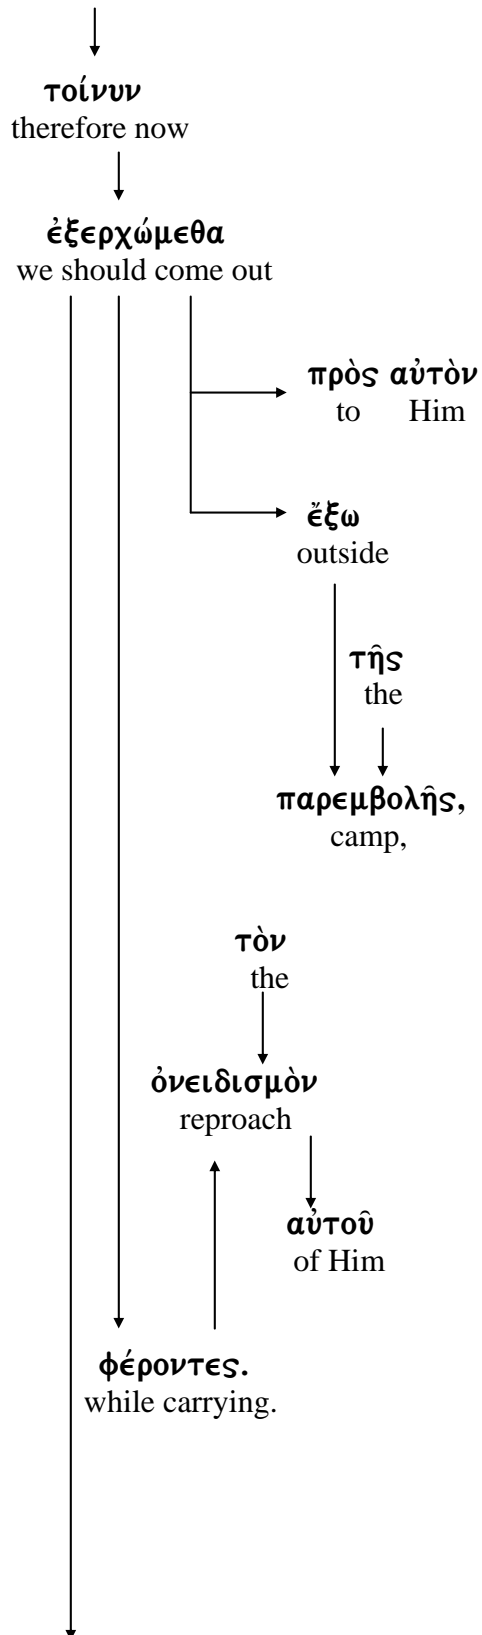 τοίνυν
therefore now
ἐξερχώμεθα
we should come out
πρὸς αὐτὸν
to Him
ἔξω
outside
τῆς
the
παρεμβολῆς,
camp,
τὸν
the
ὀνειδισμὸν
reproach
αὐτοῦ
of Him
φέροντες.
while carrying.